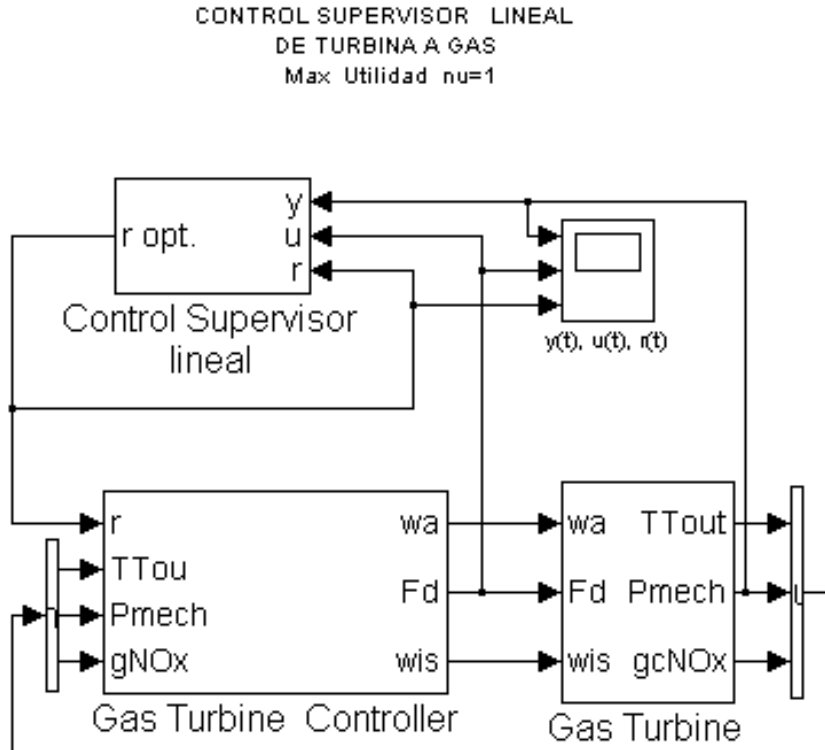 CONTROL SUPERVISOR LINEAL
DE TURBINA A GAS
Max Utilidad nu=1
y
r opt.
u
r
Control Supervisor
lineal
y(t), u(t), r(t)
r
wa
wa
TTout
TTou
Fd
Fd
Pmech
Pmech
gNOx
wis
wis
gcNOx
Gas Turbine Controller
Gas Turbine